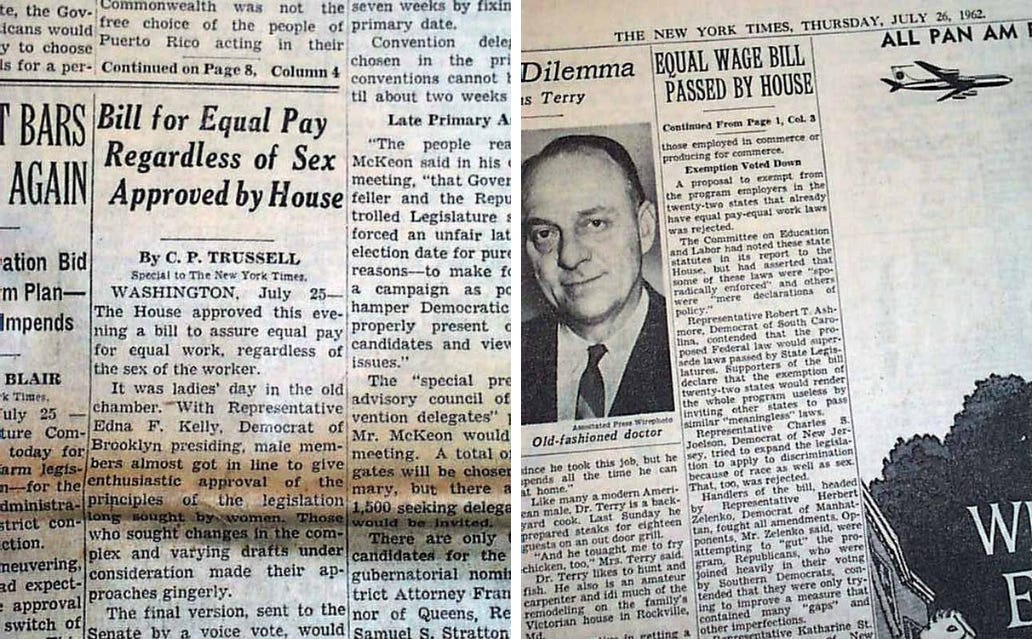 te, the Gov-
icans would
y to choose
ls for a per-
Commonwealth was not the
free choice of the people of
Puerto Rico acting in their
Continued on Page 8, Column 4
T BARS
AGAIN
ation Bid
m Plan—
Impends
BLAIR
rk Times.
uly 25 —
ture Com-
today for
arm legis-
n—for the
dministra-
strict con-
ction.
neuvering,
ad expect-
approval
switch of
Bill for Equal Pay
Regardless of Sex
Approved by House
By C. P. TRUSSELL
Special to The New York Times.
WASHINGTON, July 25—
The House approved this eve-
ning a bill to assure equal pay
for equal work, regardless of
the sex of the worker.
It was ladies' day in the old
chamber. With Representative
Edna F. Kelly, Democrat of
Brooklyn presiding, male mem-
bers almost got in line to give
enthusiastic approval of the
principles of the legislation
long sought by women. Those
who sought changes in the com-
plex and varying drafts under
consideration made their ap-
proaches gingerly.
The final version, sent to the
Senate by a voice vote, would
seven weeks by fixin
primary date.
Convention deleg
chosen in the pri
conventions cannot
til about two weeks
Late Primary A
"The people rea
McKeon said in his
meeting, "that Gover
feller and the Repu
trolled Legislature s
forced an unfair lat
election date for pure
reasons—to make fo
a campaign as po
hamper Democratic
properly present
candidates and view
issues."
The "special pre
advisory council of
vention delegates"
Mr. McKeon would
meeting. A total o
gates will be chosen
mary, but there a
1,500 seeking delega
would be invited.
There are only
candidates for the
gubernatorial nomi
trict Attorney Fran
nor of Queens, Re
Samuel S. Stratton
THE NEW YORK TIMES, THURSDAY, JULY 26, 1962.
Dilemma
s Terry
Associated Press Wirephoto
Old-fashioned doctor
since he took this job, but he
spends all the time he can
at home."
Like many a modern Ameri-
can male, Dr. Terry is a back-
yard cook. Last Sunday he
prepared steaks for eighteen
guests on an out door grill.
"And he tought me to fry
chicken, too," Mrs. Terry said.
Dr. Terry likes to hunt and
fish. He also is an amateur
carpenter and idi much of the
remodeling on the family's
Victorian house in Rockville,
Md.
EQUAL WAGE BILL
PASSED BY HOUSE
Continued From Page 1, Col. 3
those employed in commerce or
producing for commerce.
Exemption Voted Down
A proposal to exempt from
the program employers in the
twenty-two states that already
have equal pay-equal work laws
was rejected.
The Committee on Education
and Labor had noted these state
statutes in its report to the
House, but had asserted that
some of these laws were "spo-
radically enforced" and others
were "mere declarations of
policy."
Representative Robert T. Ash-
more, Democrat of South Caro-
lina, contended that the pro-
posed Federal law would super-
sede laws passed by State Legis-
latures. Supporters of the bill
declare that the exemption of
twenty-two states would render
the whole program useless by
inviting other states to pass
similar "meaningless" laws.
Representative Charles S.
Joelson, Democrat of New Jer-
sey, tried to expand the legisla-
tion to apply to discrimination
because of race as well as sex.
That, too, was rejected.
Handlers of the bill, headed
by Representative Herbert
Zelenko, Democrat of Manhat-
tan, fought all amendments. Op-
ponents, Mr. Zelenko said, were
attempting to "gut" the pro-
gram, Republicans, who were
joined heavily in their voting
by Southern Democrats, con-
tended that they were only try-
ing to improve a measure that
contained many "gaps" and
other imperfections.
Representative Katharine St.
ALL PAN AM
W
E